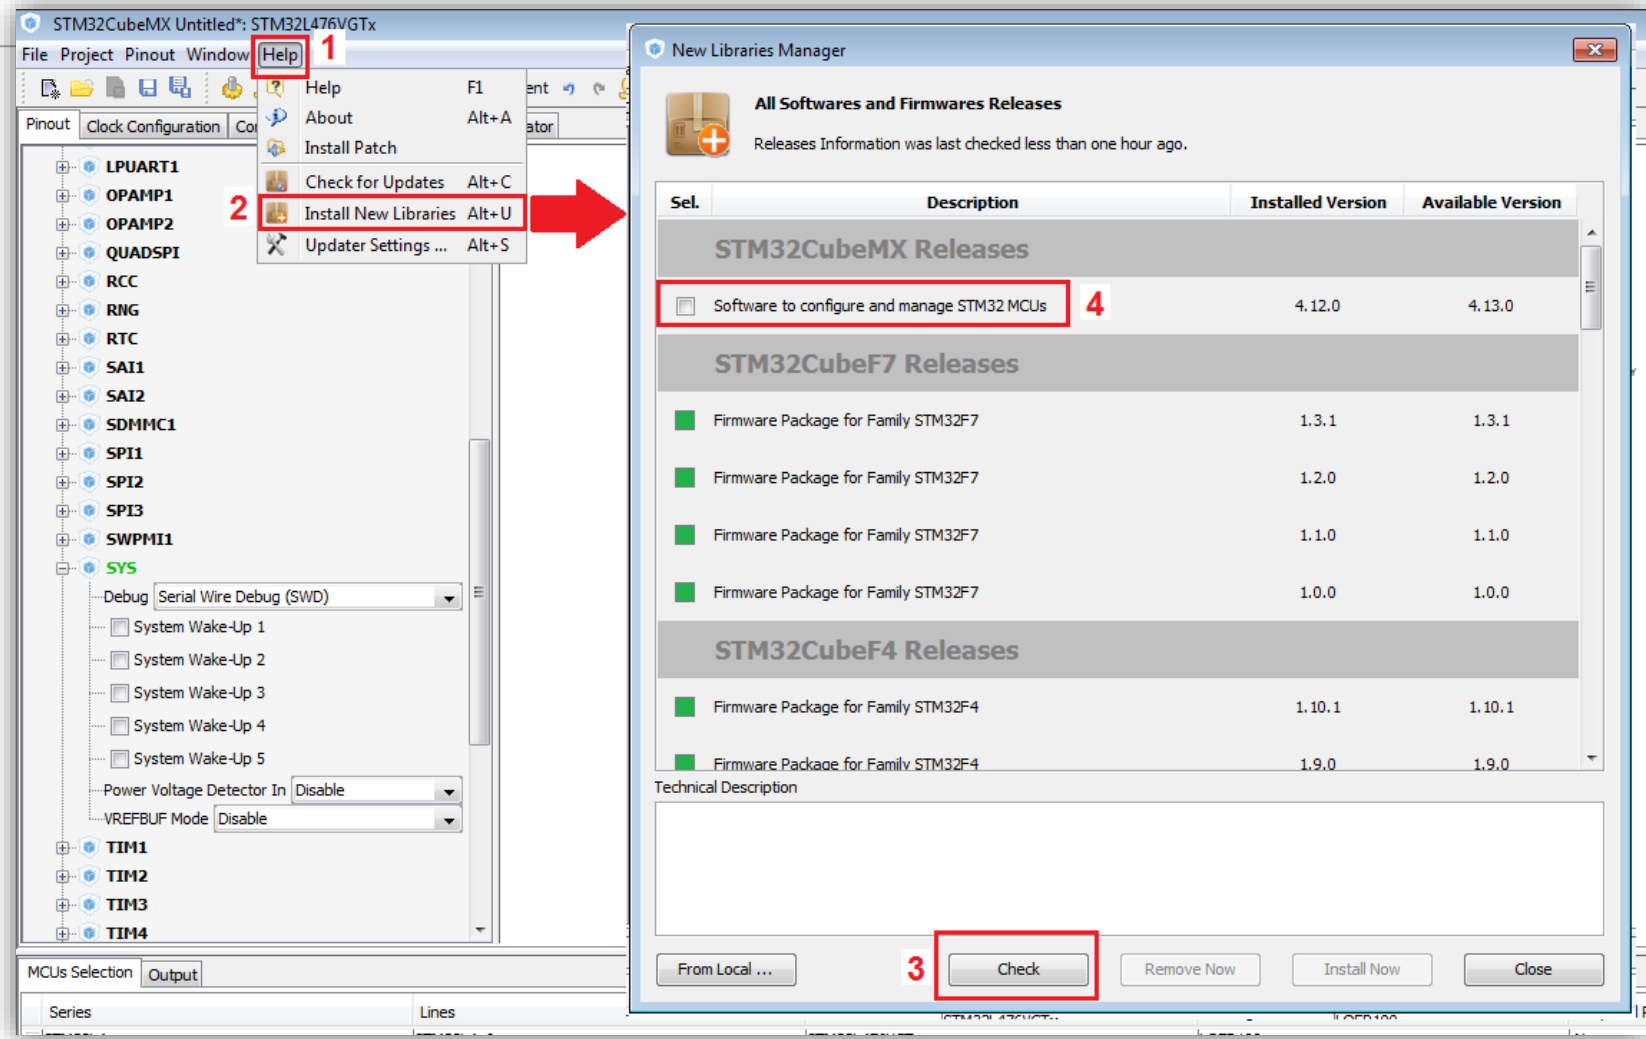 STM32CubeMX Untitled*: STM32L476VGTx
File Project Pinout Window Help
1
Help F1
About Alt+A
Install Patch
Check for Updates Alt+C
2
Install New Libraries Alt+U
Updater Settings ... Alt+S
Pinout Clock Configuration
LPUART1
OPAMP1
OPAMP2
QUADSPI
RCC
RNG
RTC
SAI1
SAI2
SDMMC1
SPI1
SPI2
SPI3
SWPMI1
SYS
Debug Serial Wire Debug (SWD)
System Wake-Up 1
System Wake-Up 2
System Wake-Up 3
System Wake-Up 4
System Wake-Up 5
Power Voltage Detector In Disable
VREFBUF Mode Disable
TIM1
TIM2
TIM3
TIM4
MCUs Selection Output
Series Lines
New Libraries Manager
All Softwares and Firmwares Releases
Releases Information was last checked less than one hour ago.
Sel. Description Installed Version Available Version
STM32CubeMX Releases
Software to configure and manage STM32 MCUs 4 4.12.0 4.13.0
STM32CubeF7 Releases
Firmware Package for Family STM32F7 1.3.1 1.3.1
Firmware Package for Family STM32F7 1.2.0 1.2.0
Firmware Package for Family STM32F7 1.1.0 1.1.0
Firmware Package for Family STM32F7 1.0.0 1.0.0
STM32CubeF4 Releases
Firmware Package for Family STM32F4 1.10.1 1.10.1
Firmware Package for Family STM32F4 1.9.0 1.9.0
Technical Description
From Local ... 3 Check Remove Now Install Now Close